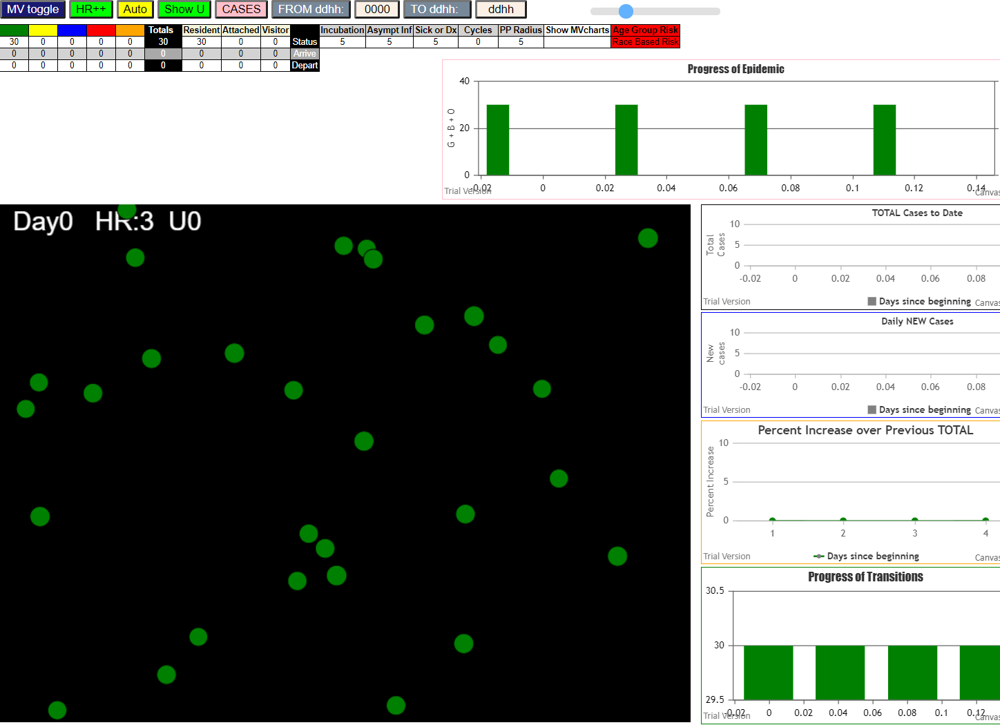 MV toggle HR++ Auto Show U CASES FROM ddhh: 0000 TO ddhh: ddhh
Totals Resident Attached Visitor Incubation Asympt Inf Sick or Dx Cycles PP Radius Show MVcharts Age Group Risk
30 0 0 0 0 30 30 0 0 Status 5 5 5 0 5 Race Based Risk
0 0 0 0 0 0 0 0 0 Arrive
0 0 0 0 0 0 0 0 0 Depart
Progress of Epidemic
G + B + O
40
20
0
-0.02 0 0.02 0.04 0.06 0.08 0.1 0.12 0.14
Trial Version Canvas
Day0 HR:3 U0
TOTAL Cases to Date
Total
Cases
10
5
0
-0.02 0 0.02 0.04 0.06 0.08
Days since beginning
Trial Version Canvas
Daily NEW Cases
New
cases
10
5
0
-0.02 0 0.02 0.04 0.06 0.08
Days since beginning
Trial Version Canvas
Percent Increase over Previous TOTAL
Percent Increase
10
5
0
1 2 3 4
Days since beginning
Trial Version Canvas
Progress of Transitions
30.5
30
29.5
-0.02 0 0.02 0.04 0.06 0.08 0.1 0.12
Trial Version Canvas